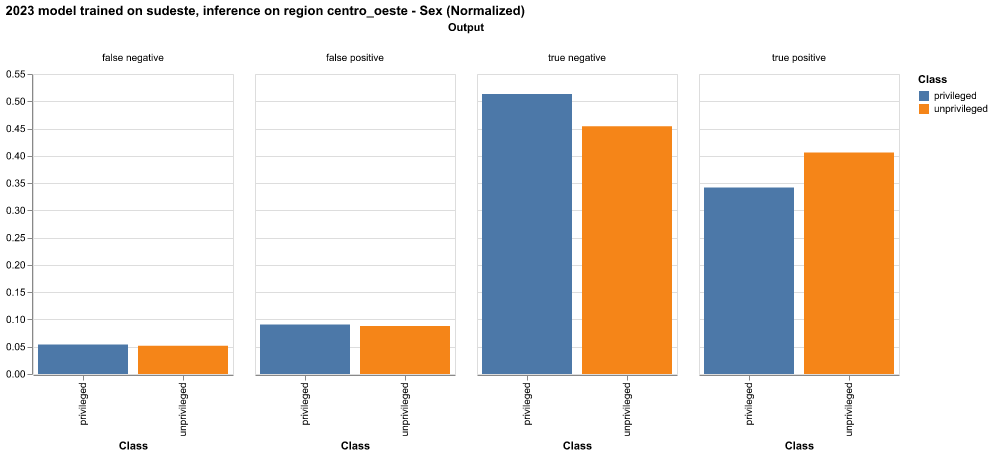 2023 model trained on sudeste, inference on region centro_oeste - Sex (Normalized)
Output
false negative
false positive
true negative
true positive
0.55
0.50
0.45
0.40
0.35
0.30
0.25
0.20
0.15
0.10
0.05
0.00
privileged
unprivileged
privileged
unprivileged
privileged
unprivileged
privileged
unprivileged
Class
Class
Class
Class
Class
privileged
unprivileged